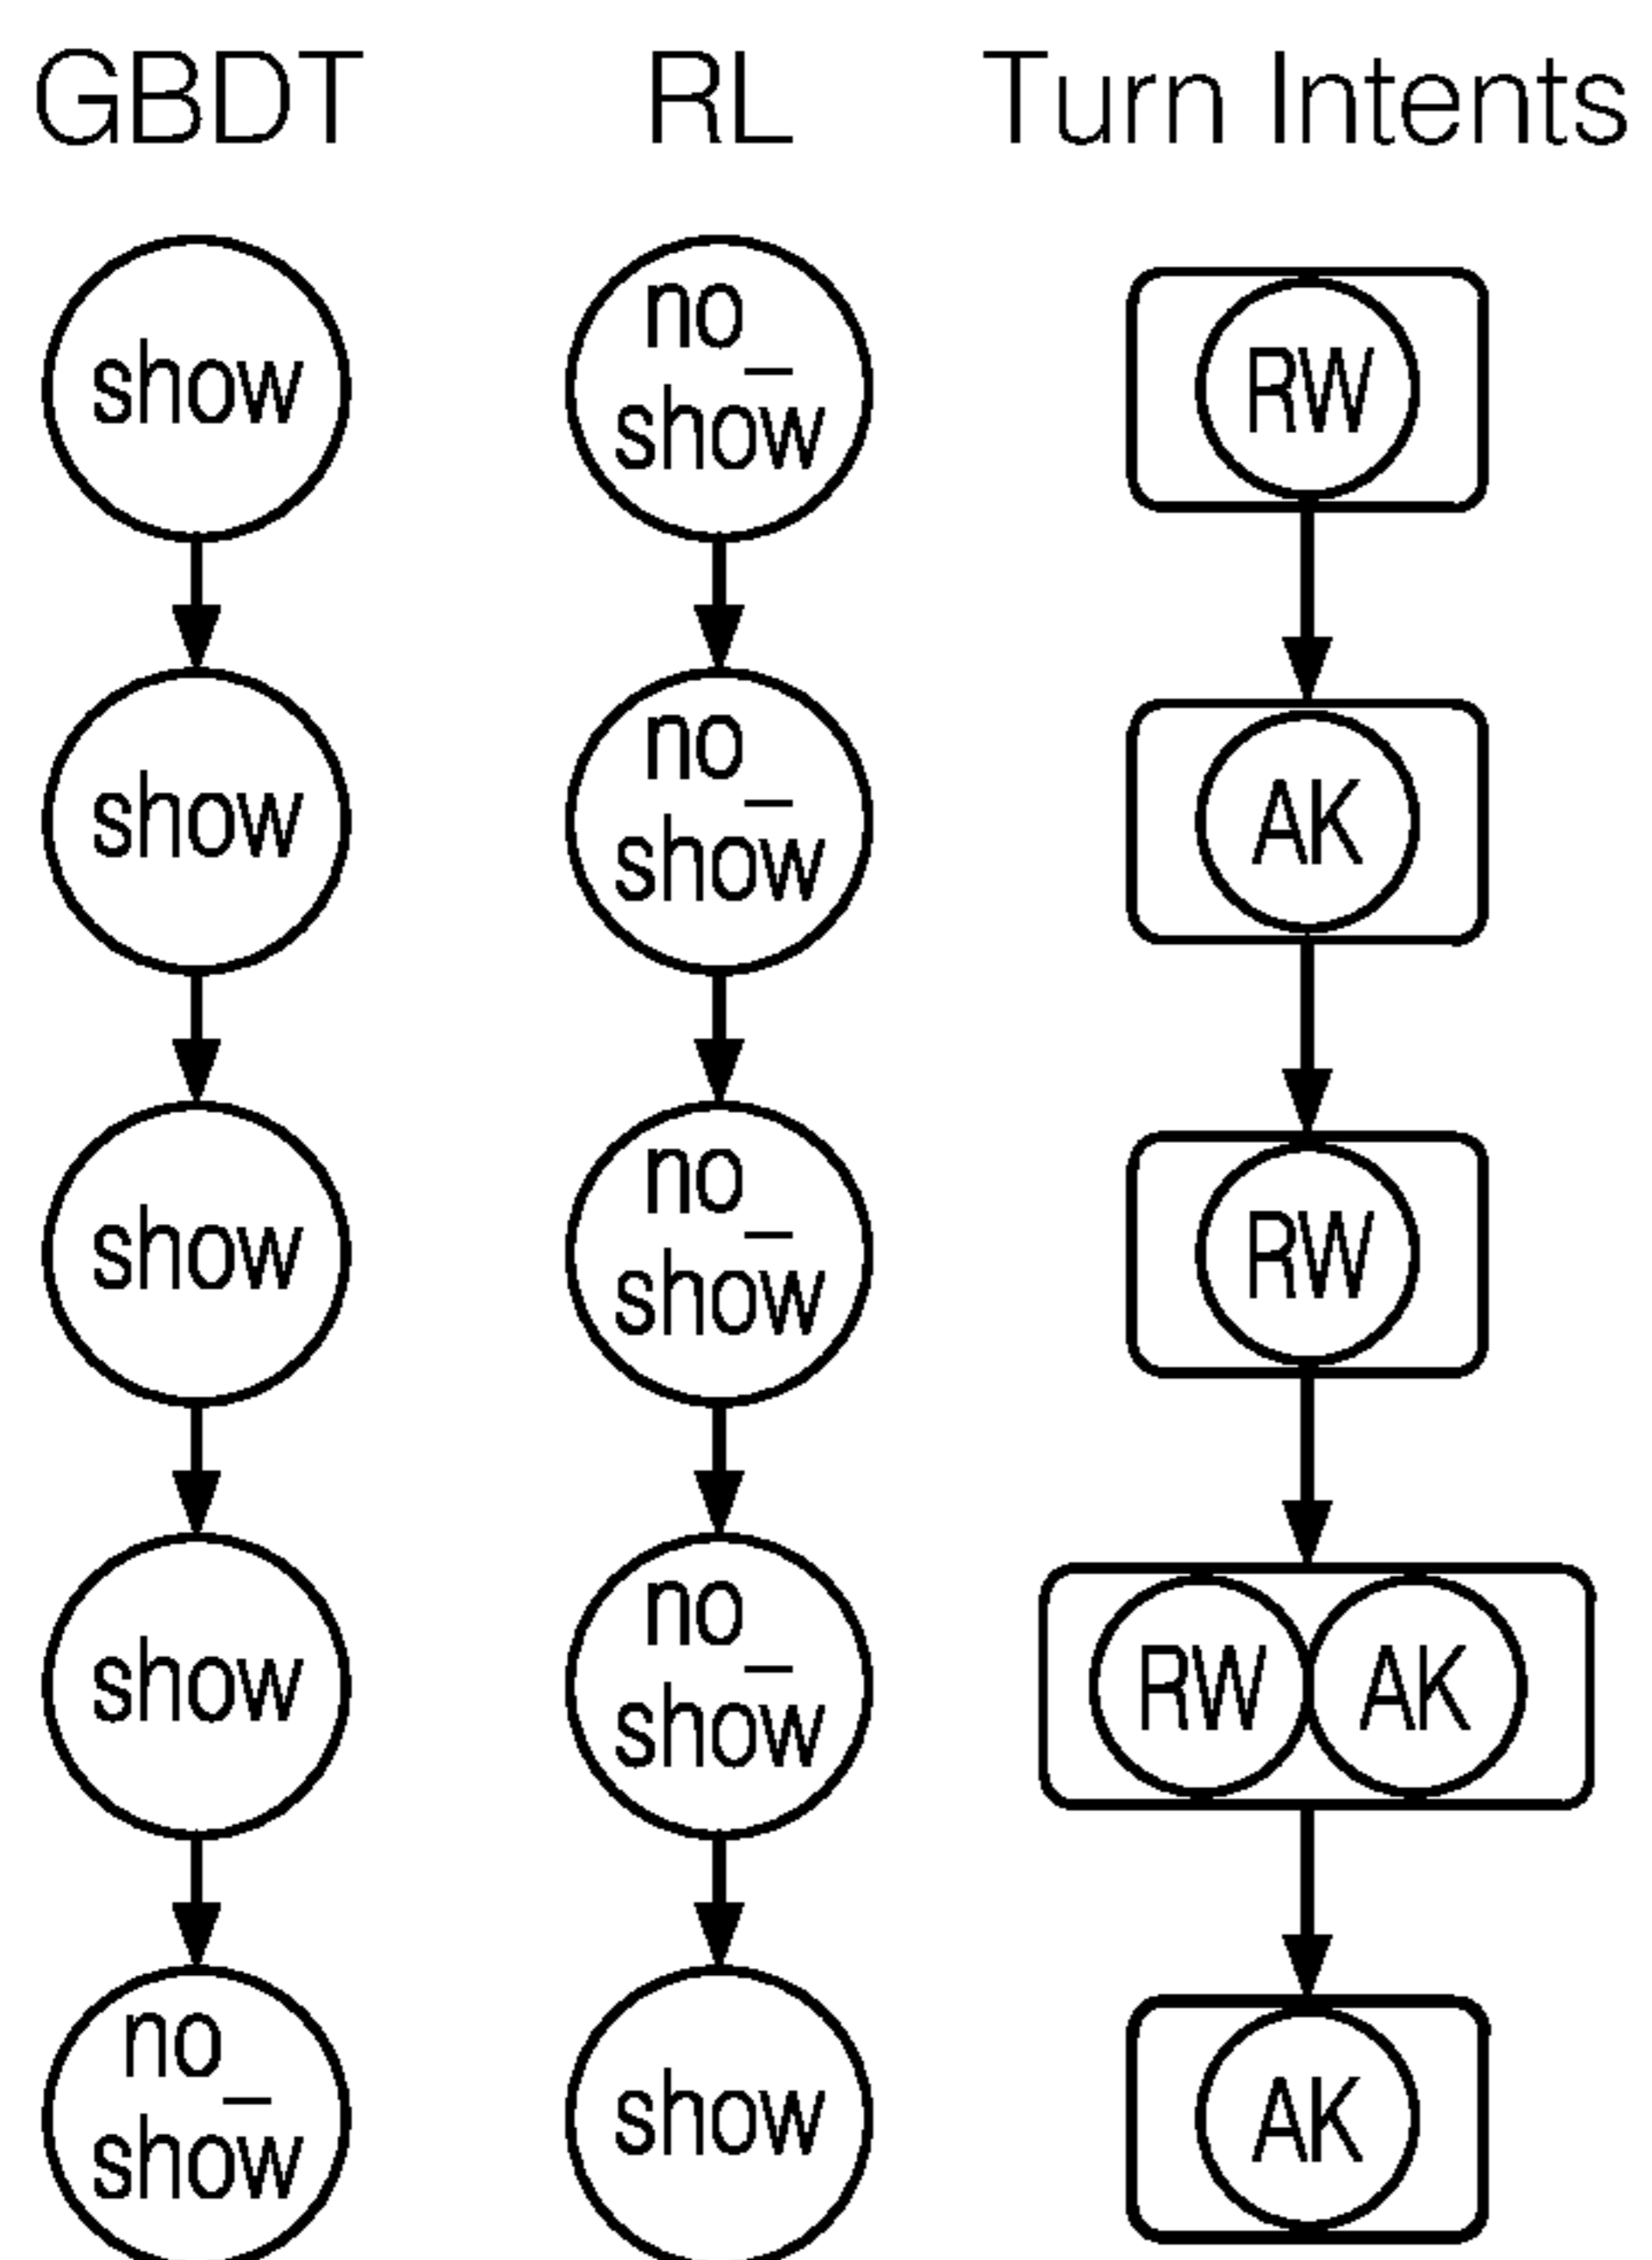 GBDT RL Turn Intents
show no_ RW
show
show no_ AK
show
show no_ RW
show
show no_ RW AK
show
no_ show AK
show